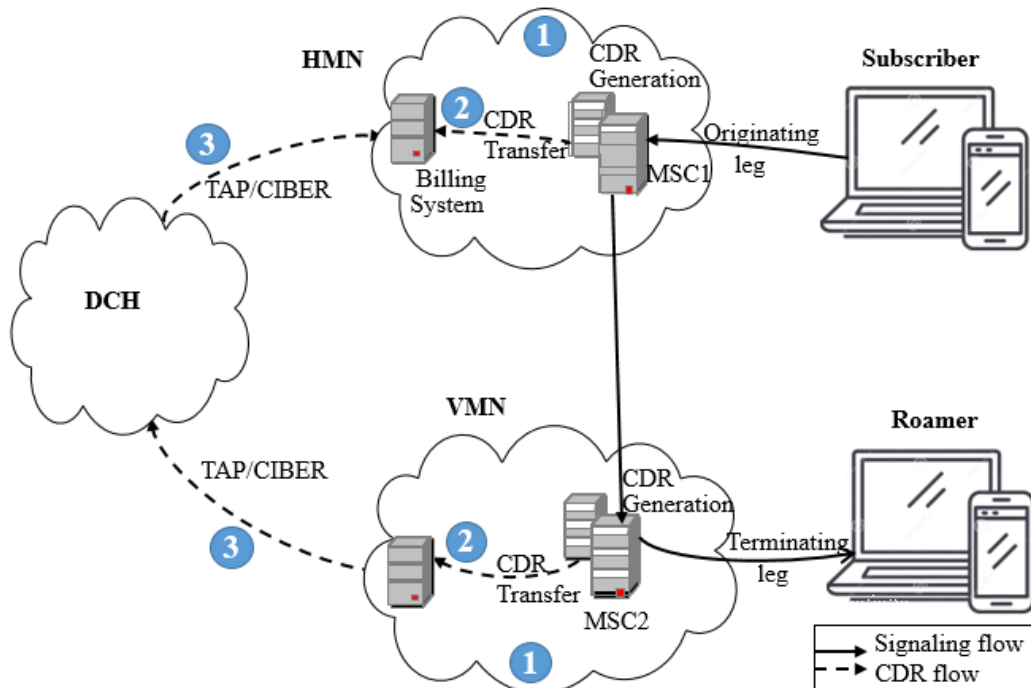 1
HMN
CDR
Generation
Subscriber
2
CDR
Transfer
Originating
leg
3
TAP/CIBER
Billing
System
MSC1
DCH
VMN
Roamer
TAP/CIBER
CDR
Generation
3
2
CDR
Transfer
Terminating
leg
MSC2
1
Signaling flow
CDR flow